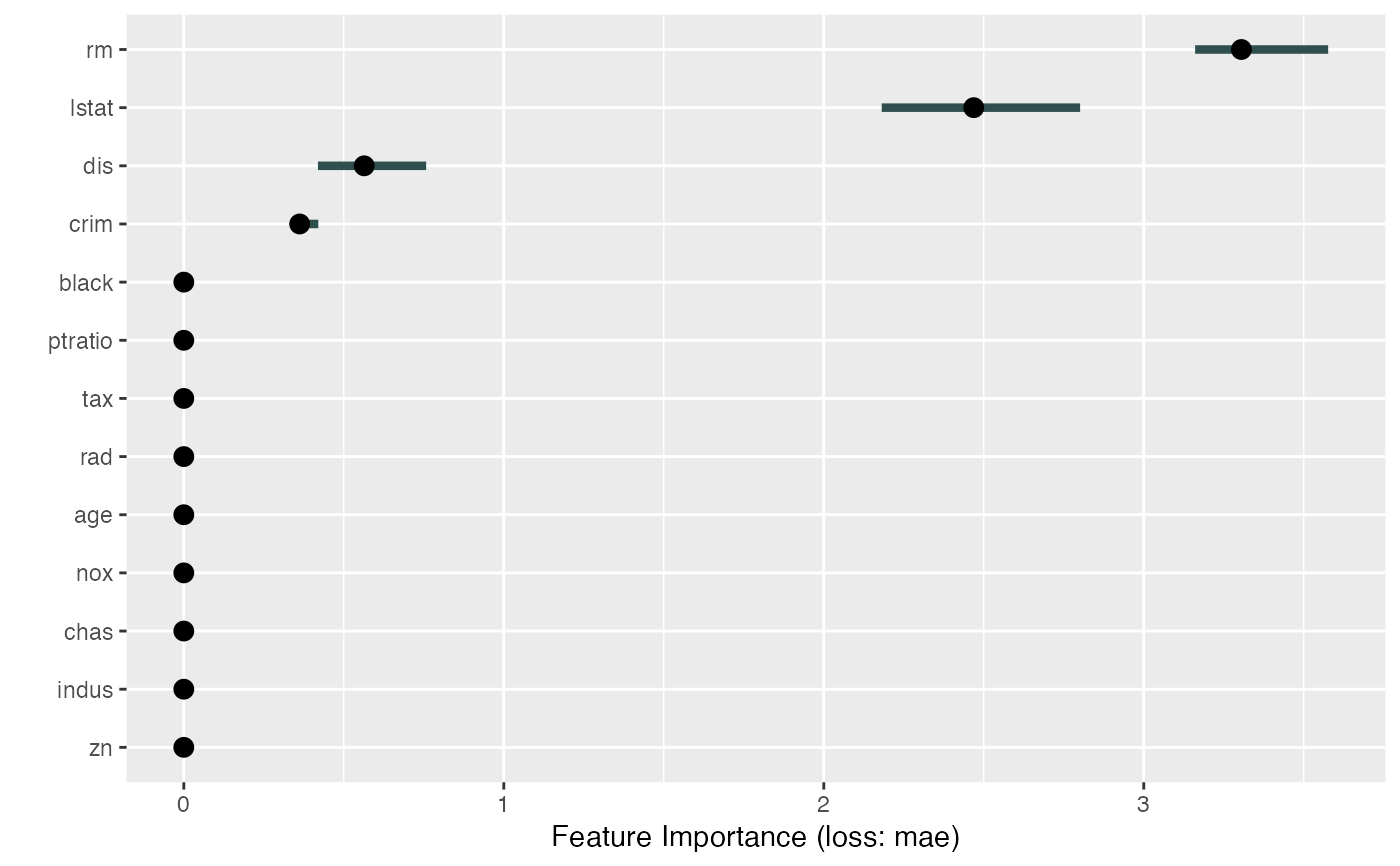 rm
lstat
dis
crim
black
ptratio
tax
rad
age
nox
chas
indus
zn
0 1 2 3
Feature Importance (loss: mae)